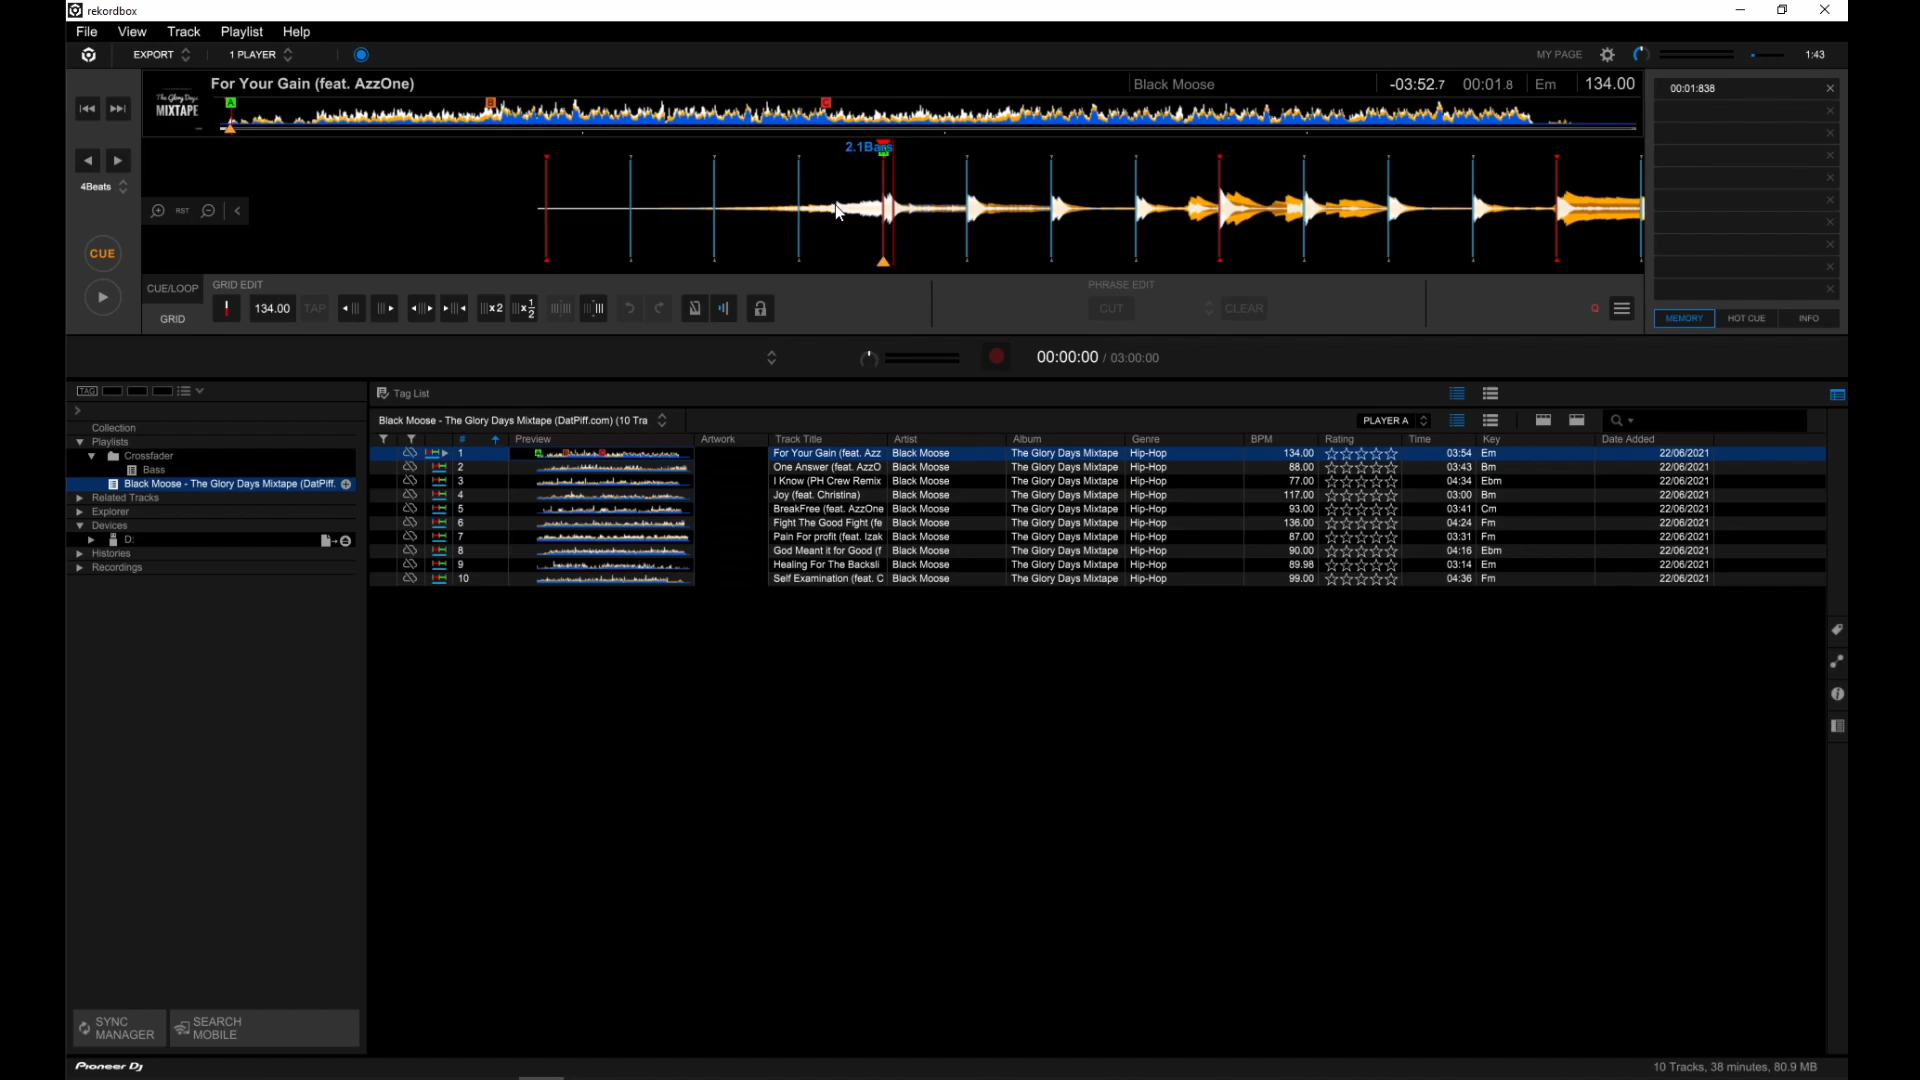 rekordbox
File View Track Playlist Help
EXPORT 1 PLAYER MY PAGE 1:43
The Glory Days MIXTAPE
For Your Gain (feat. AzzOne) Black Moose -03:52.7 00:01.8 Em 134.00
A B C
00:01:838
2.1Bars
4Beats
RST
CUE
CUE/LOOP
GRID
GRID EDIT
134.00 TAP x2 x1/2
PHRASE EDIT
CUT CLEAR
Q
MEMORY HOT CUE INFO
00:00:00 / 03:00:00
TAG
Tag List
Black Moose - The Glory Days Mixtape (DatPiff.com) (10 Tra PLAYER A
Collection
Playlists
Crossfader
Bass
Black Moose - The Glory Days Mixtape (DatPiff.
Related Tracks
Explorer
Devices
D:
Histories
Recordings
# Preview Artwork Track Title Artist Album Genre BPM Rating Time Key Date Added
1 For Your Gain (feat. Azz Black Moose The Glory Days Mixtape Hip-Hop 134.00 03:54 Em 22/06/2021
2 One Answer (feat. AzzO Black Moose The Glory Days Mixtape Hip-Hop 88.00 03:43 Bm 22/06/2021
3 I Know (PH Crew Remix Black Moose The Glory Days Mixtape Hip-Hop 77.00 04:34 Ebm 22/06/2021
4 Joy (feat. Christina) Black Moose The Glory Days Mixtape Hip-Hop 117.00 03:00 Bm 22/06/2021
5 BreakFree (feat. AzzOne Black Moose The Glory Days Mixtape Hip-Hop 93.00 03:41 Cm 22/06/2021
6 Fight The Good Fight (fe Black Moose The Glory Days Mixtape Hip-Hop 136.00 04:24 Fm 22/06/2021
7 Pain For profit (feat. Izak Black Moose The Glory Days Mixtape Hip-Hop 87.00 03:31 Fm 22/06/2021
8 God Meant it for Good (f Black Moose The Glory Days Mixtape Hip-Hop 90.00 04:16 Ebm 22/06/2021
9 Healing For The Backsli Black Moose The Glory Days Mixtape Hip-Hop 89.98 03:14 Em 22/06/2021
10 Self Examination (feat. C Black Moose The Glory Days Mixtape Hip-Hop 99.00 04:36 Fm 22/06/2021
SYNC MANAGER
SEARCH MOBILE
Pioneer Dj
10 Tracks, 38 minutes, 80.9 MB